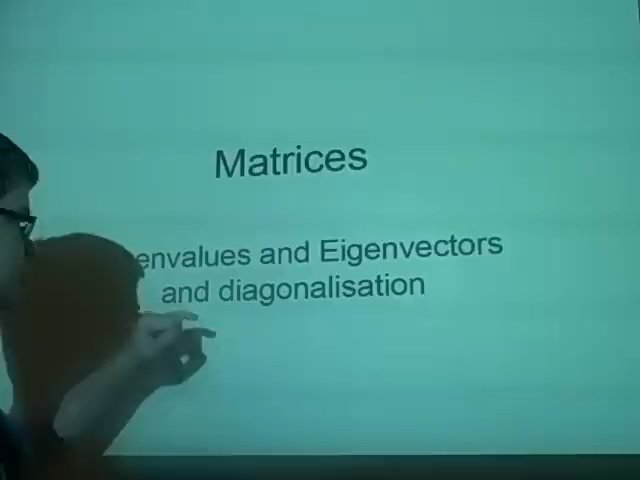 Matrices
envalues and Eigenvectors
and diagonalisation